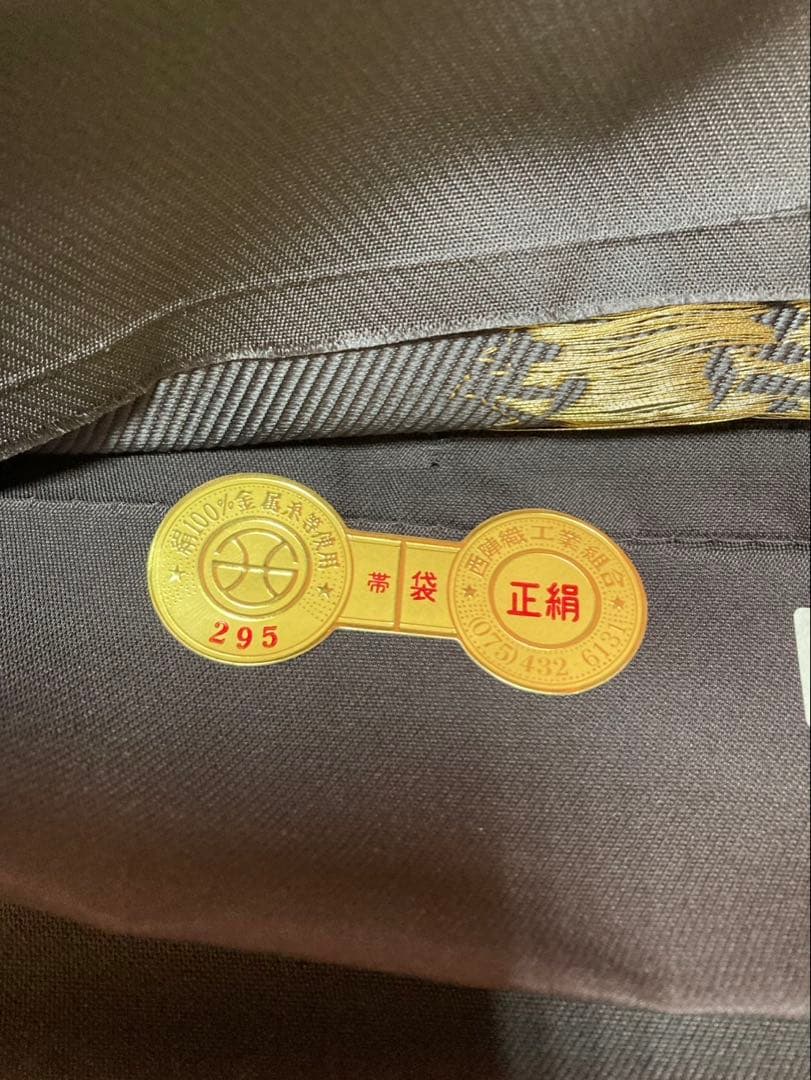 絹100%金属糸等使用
295
帯 袋
西陣織工業組合
正絹
(075)432 6131